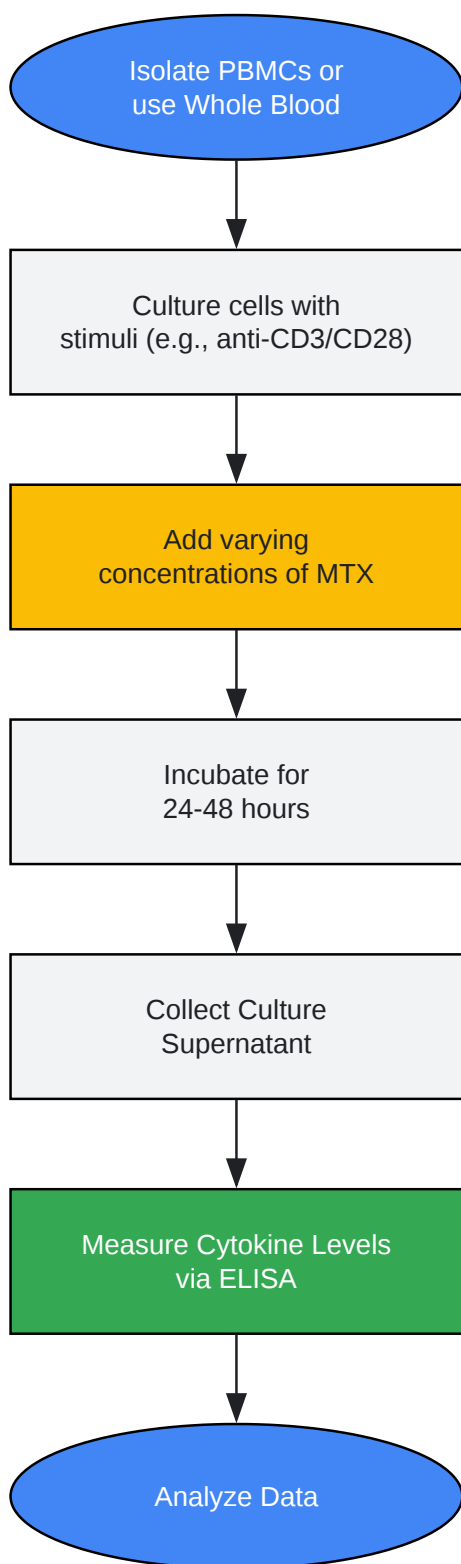 Isolate PBMCs or
use Whole Blood
Culture cells with
stimuli (e.g., anti-CD3/CD28)
Add varying
concentrations of MTX
Incubate for
24-48 hours
Collect Culture
Supernatant
Measure Cytokine Levels
via ELISA
Analyze Data